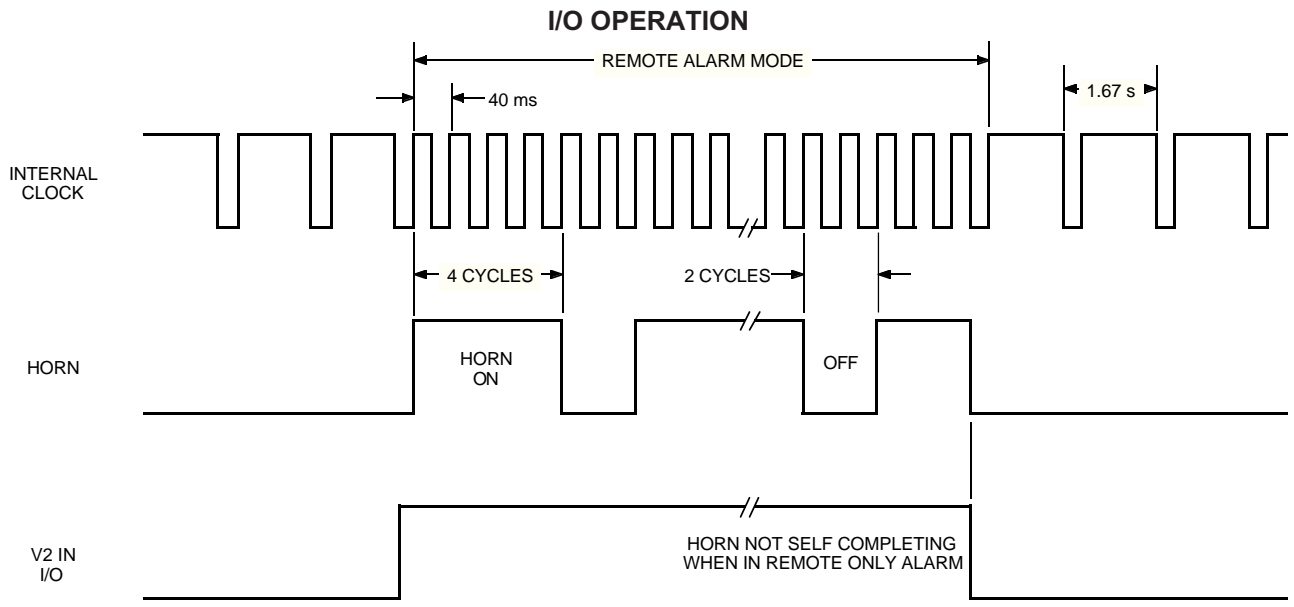 I/O OPERATION
REMOTE ALARM MODE
40 ms
1.67 s
INTERNAL
CLOCK
4 CYCLES
2 CYCLES
HORN
HORN
ON
OFF
V2 IN
I/O
HORN NOT SELF COMPLETING
WHEN IN REMOTE ONLY ALARM